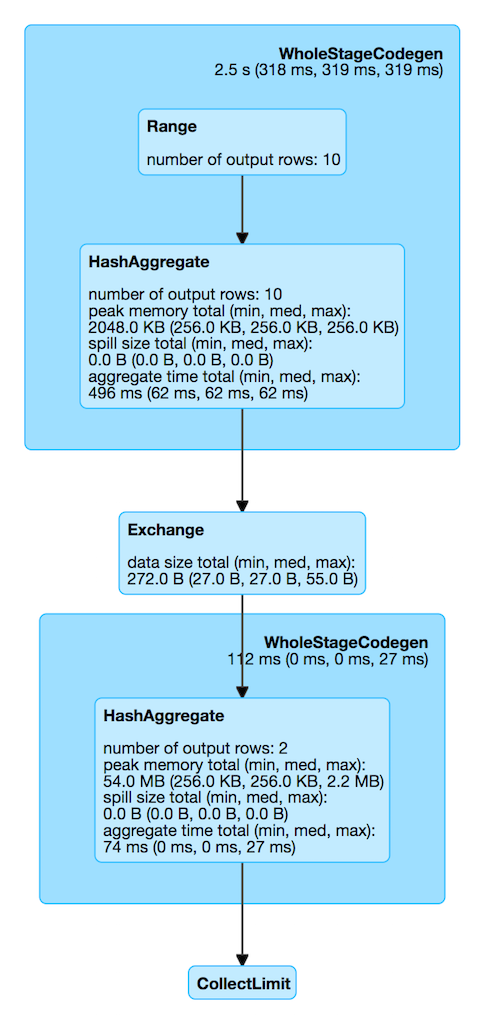 WholeStageCodegen
2.5 s (318 ms, 319 ms, 319 ms)
Range
number of output rows: 10
HashAggregate
number of output rows: 10
peak memory total (min, med, max):
2048.0 KB (256.0 KB, 256.0 KB, 256.0 KB)
spill size total (min, med, max):
0.0 B (0.0 B, 0.0 B, 0.0 B)
aggregate time total (min, med, max):
496 ms (62 ms, 62 ms, 62 ms)
Exchange
data size total (min, med, max):
272.0 B (27.0 B, 27.0 B, 55.0 B)
WholeStageCodegen
112 ms (0 ms, 0 ms, 27 ms)
HashAggregate
number of output rows: 2
peak memory total (min, med, max):
54.0 MB (256.0 KB, 256.0 KB, 2.2 MB)
spill size total (min, med, max):
0.0 B (0.0 B, 0.0 B, 0.0 B)
aggregate time total (min, med, max):
74 ms (0 ms, 0 ms, 27 ms)
CollectLimit